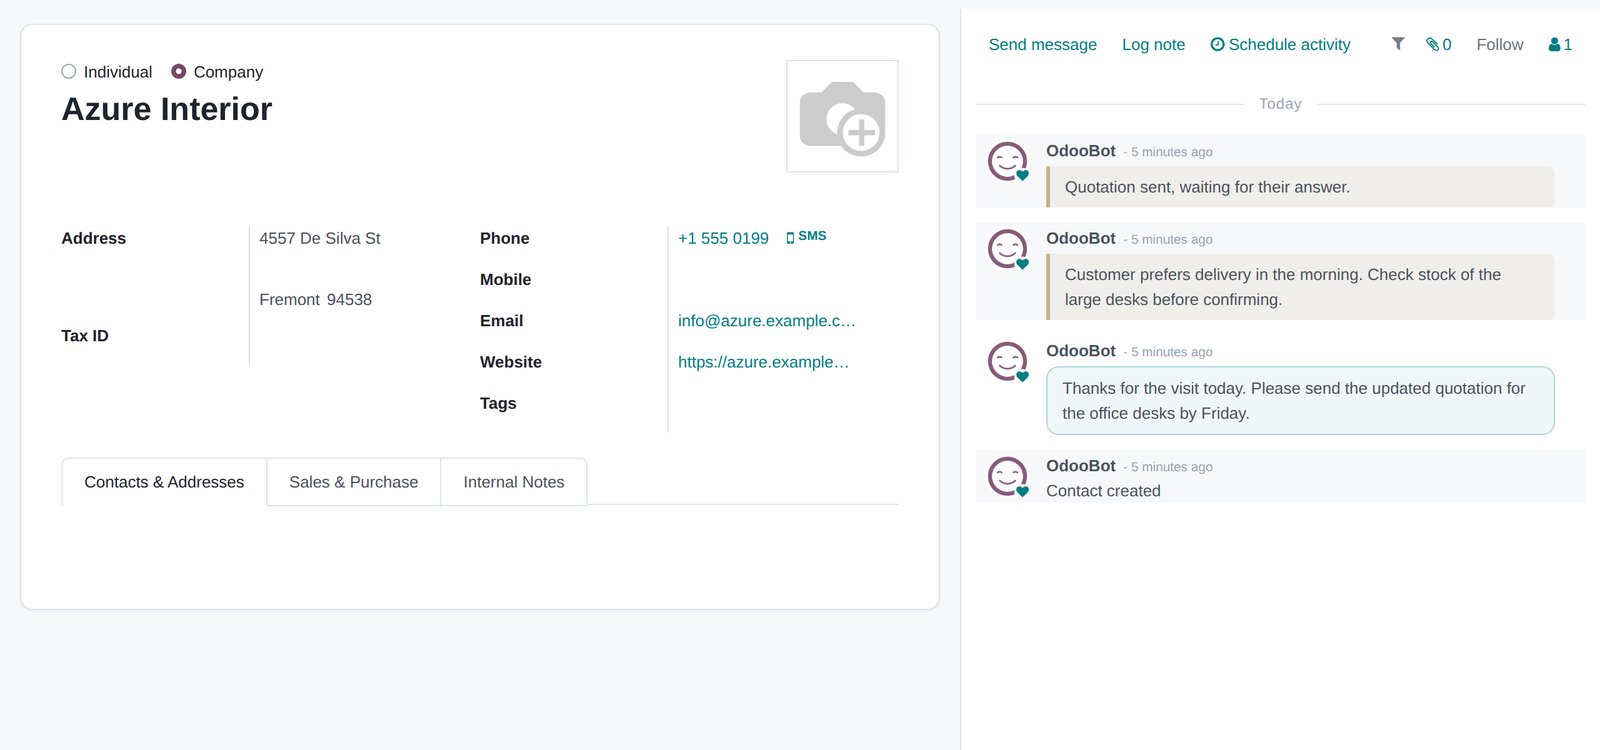 Individual Company
Azure Interior
Address
4557 De Silva St
Fremont 94538
Tax ID
Phone
+1 555 0199 SMS
Mobile
Email
info@azure.example.c…
Website
https://azure.example…
Tags
Contacts & Addresses Sales & Purchase Internal Notes
Send message Log note Schedule activity 0 Follow 1
Today
OdooBot - 5 minutes ago
Quotation sent, waiting for their answer.
OdooBot - 5 minutes ago
Customer prefers delivery in the morning. Check stock of the
large desks before confirming.
OdooBot - 5 minutes ago
Thanks for the visit today. Please send the updated quotation for
the office desks by Friday.
OdooBot - 5 minutes ago
Contact created